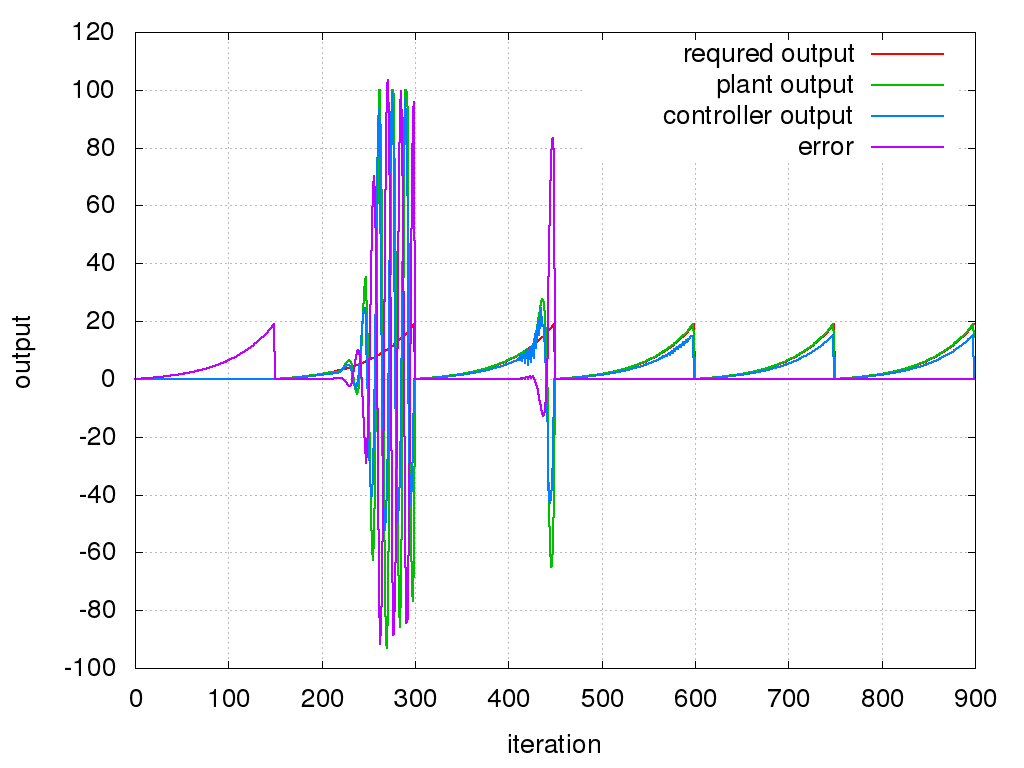 120
requred output
100
plant output
controller output
80
error
60
40
output
20
0
-20
-40
-60
-80
-100
0 100 200 300 400 500 600 700 800 900
iteration